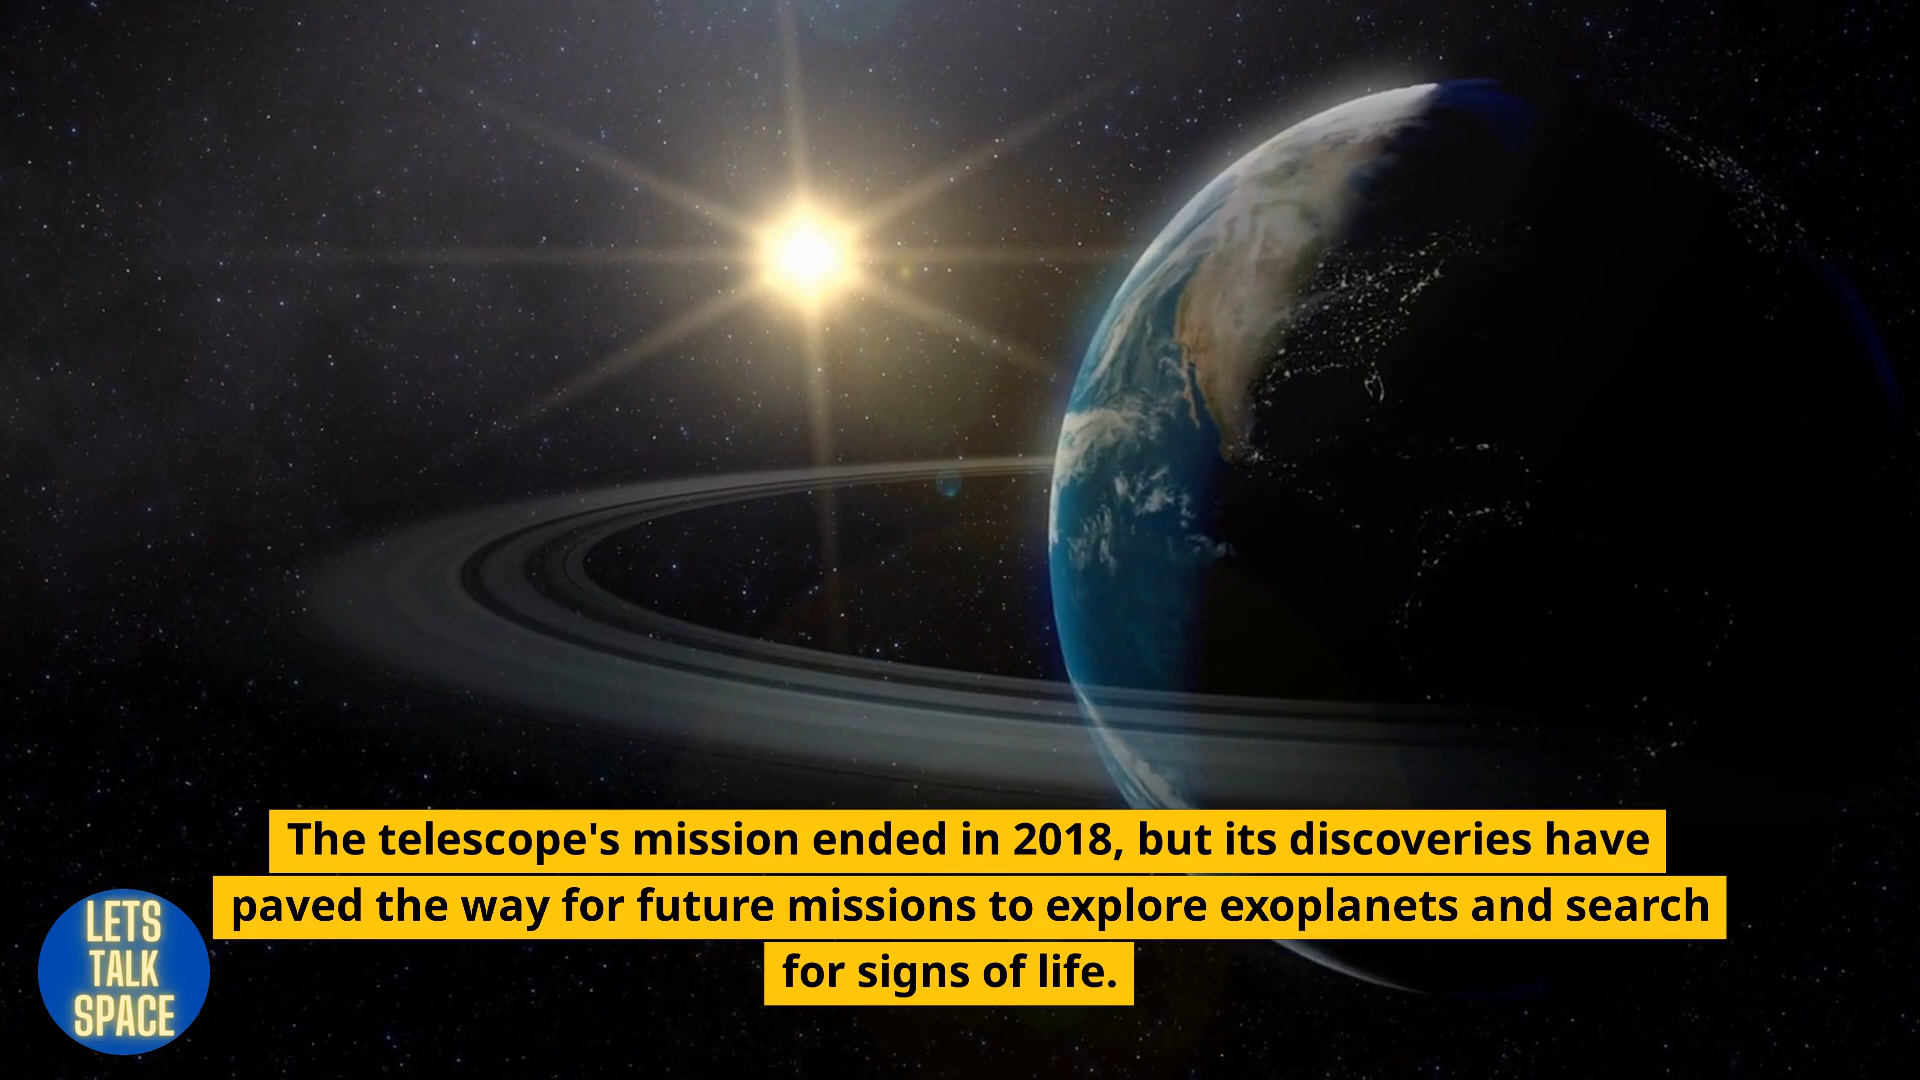 The telescope's mission ended in 2018, but its discoveries have
paved the way for future missions to explore exoplanets and search
for signs of life.
LETS
TALK
SPACE